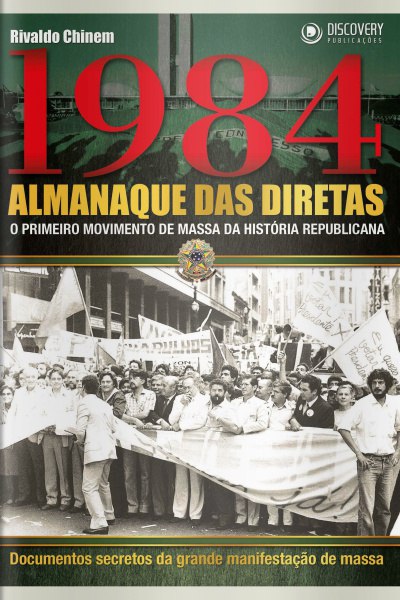 Rivaldo Chinem
DISCOVERY
PUBLICAÇÕES
1984
ALMANAQUE DAS DIRETAS
O PRIMEIRO MOVIMENTO DE MASSA DA HISTÓRIA REPUBLICANA
GUARULHOS
Documentos secretos da grande manifestação de massa